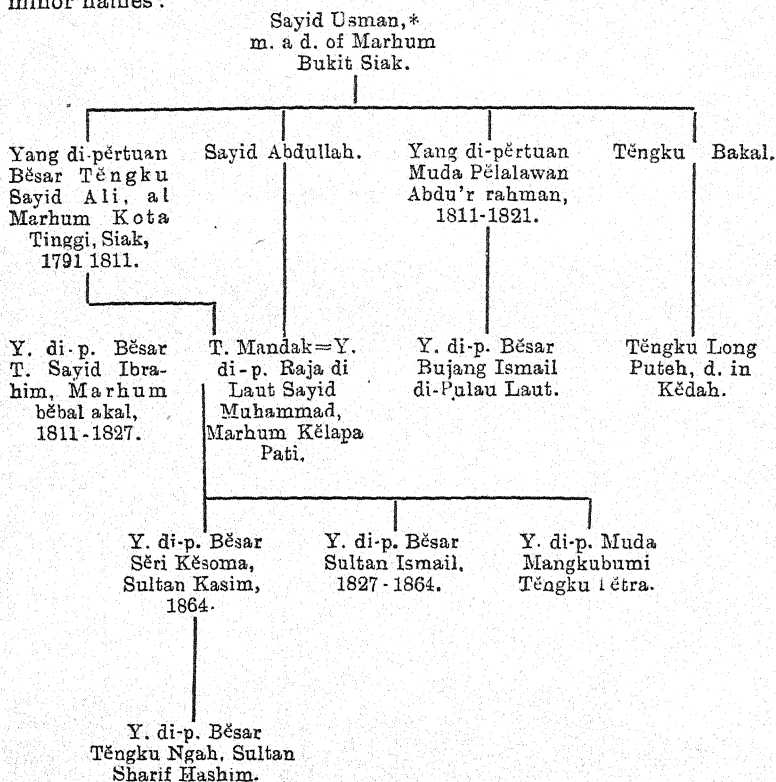 minor names:
Sayid Usman,*
m. a d. of Marhum
Bukit Siak.
Yang di-pĕrtuan
Bĕsar Tĕngku
Sayid Ali, al
Marhum Kota
Tinggi, Siak,
1791 1811.
Sayid Abdullah.
Yang di-pĕrtuan
Muda Pĕlalawan
Abdu'r rahman,
1811-1821.
Tĕngku Bakal.
Y. di-p. Bĕsar
T. Sayid Ibra-
him, Marhum
bĕbal akal,
1811-1827.
T. Mandak=Y.
di-p. Raja di
Laut Sayid
Muhammad,
Marhum Kĕlapa
Pati.
Y. di-p. Bĕsar
Bujang Ismail
di-Pulau Laut.
Tĕngku Long
Puteh, d. in
Kĕdah.
Y. di-p. Bĕsar
Sĕri Kĕsoma,
Sultan Kasim,
1864-
Y. di-p. Bĕsar
Sultan Ismail,
1827-1864.
Y. di-p. Muda
Mangkubumi
Tĕngku
Y. di-p. Bĕsar
Tĕngku Ngah, Sultan
Sharif Hashim.